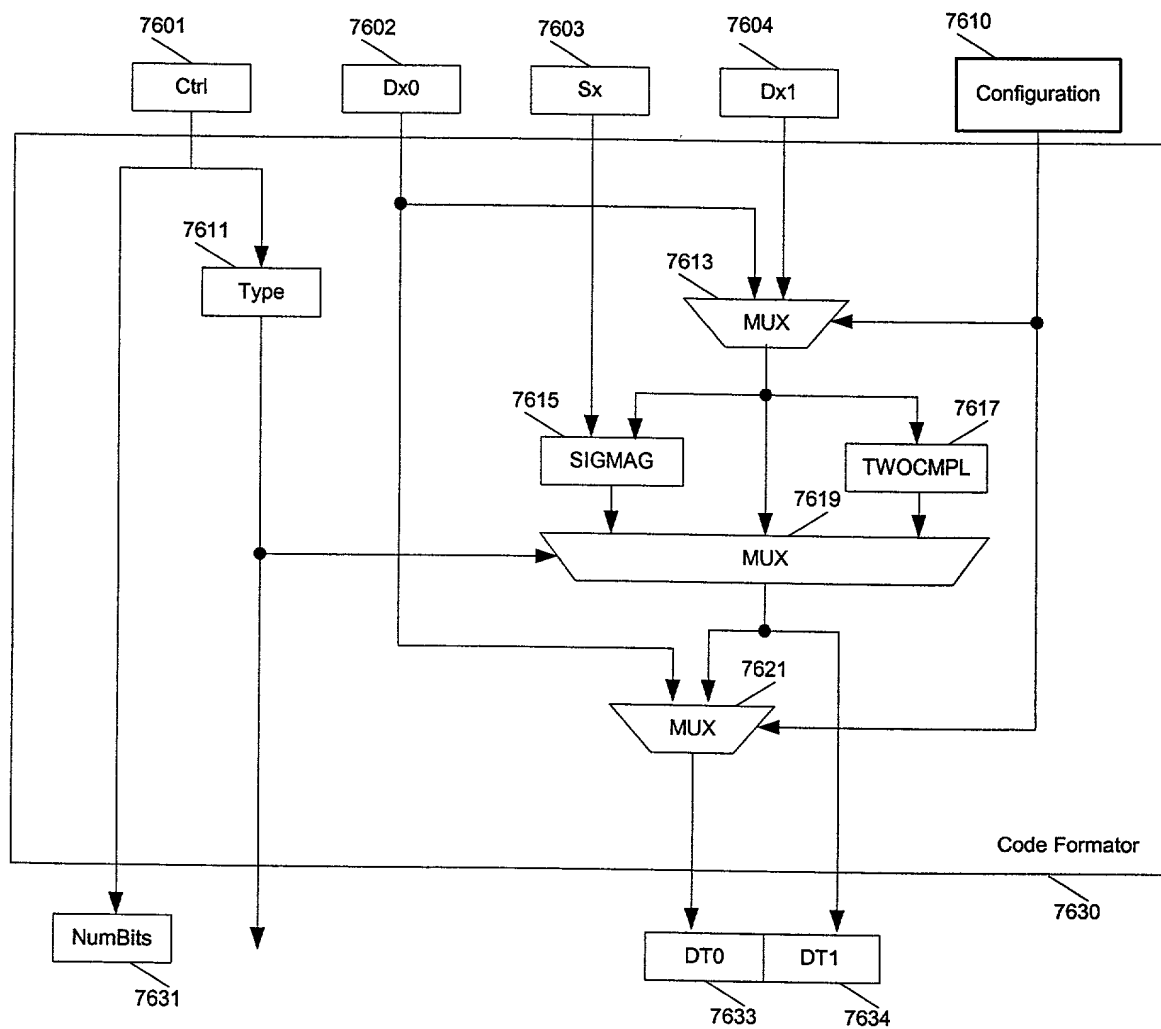 7601
7602
7603
7604
7610
Ctrl
Dx0
Sx
Dx1
Configuration
7611
Type
7613
MUX
7615
SIGMAG
7617
TWOCMPL
7619
MUX
7621
MUX
Code Formator
7630
NumBits
7631
DT0
DT1
7633
7634